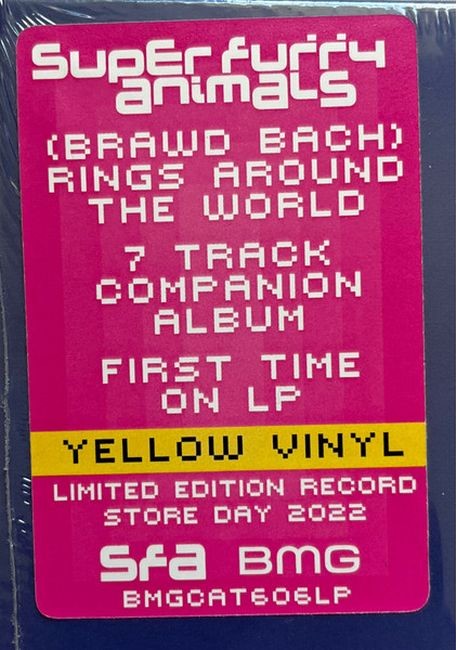 Super furry
animals
(BRAWD BACH)
RINGS AROUND
THE WORLD
7 TRACK
COMPANION
ALBUM
FIRST TIME
ON LP
YELLOW VINYL
LIMITED EDITION RECORD
STORE DAY 2022
Sfa BMG
BMGCAT606LP